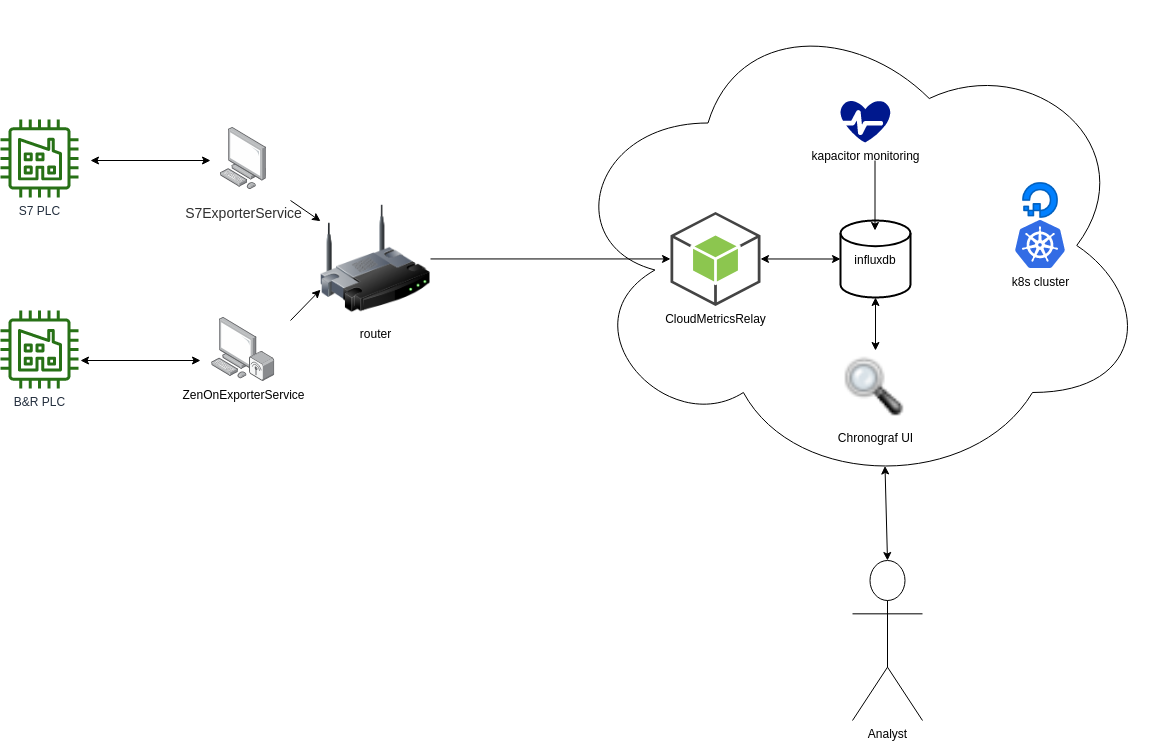 kapacitor monitoring
S7 PLC
S7ExporterService
influxdb
k8s cluster
CloudMetricsRelay
router
B&R PLC
ZenOnExporterService
Chronograf UI
Analyst